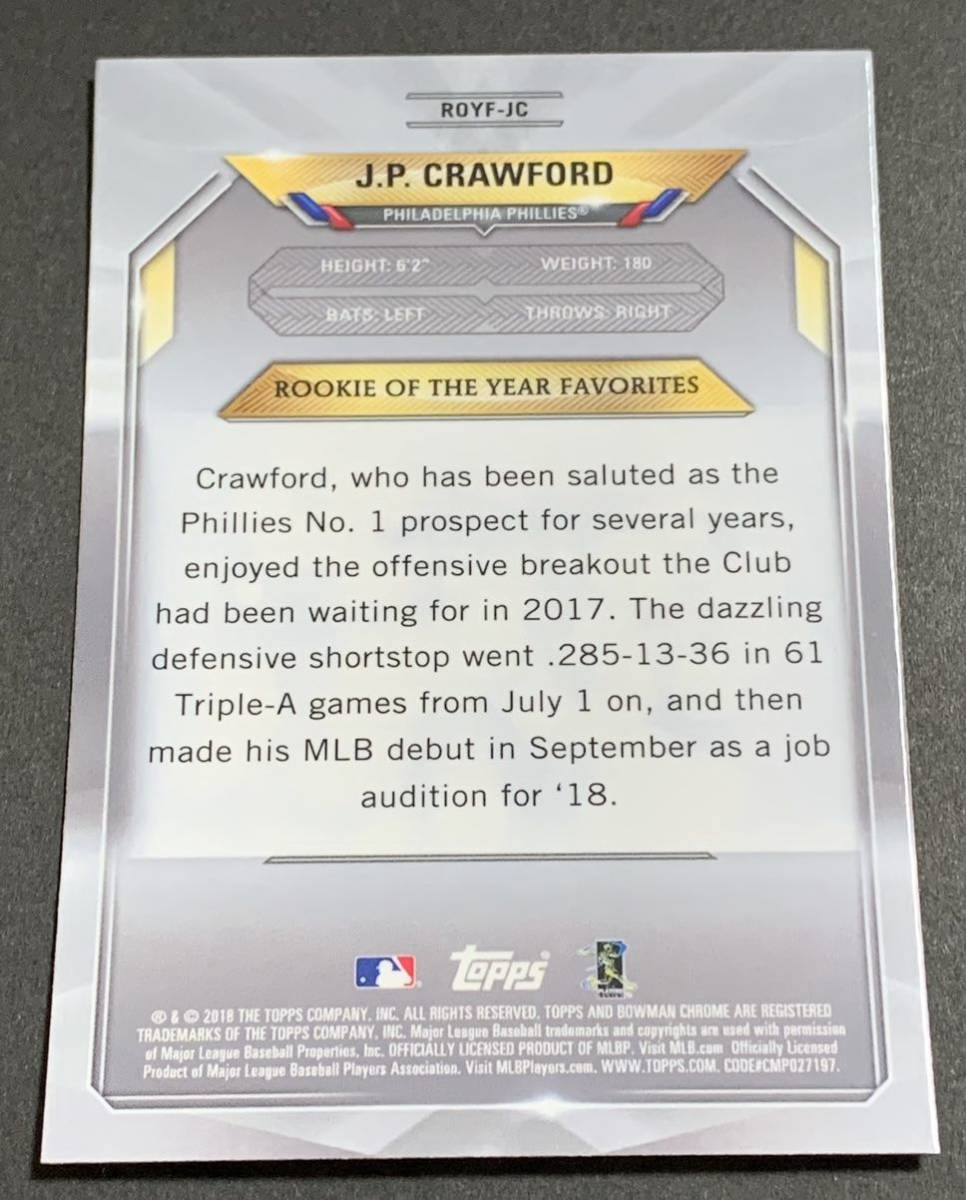 ROYF-JC
J.P. CRAWFORD
PHILADELPHIA PHILLIES®
HEIGHT: 6'2" WEIGHT: 180
BATS: LEFT THROWS: RIGHT
ROOKIE OF THE YEAR FAVORITES
Crawford, who has been saluted as the
Phillies No. 1 prospect for several years,
enjoyed the offensive breakout the Club
had been waiting for in 2017. The dazzling
defensive shortstop went .285-13-36 in 61
Triple-A games from July 1 on, and then
made his MLB debut in September as a job
audition for ‘18.
Topps
® & © 2018 THE TOPPS COMPANY, INC. ALL RIGHTS RESERVED. TOPPS AND BOWMAN CHROME ARE REGISTERED
TRADEMARKS OF THE TOPPS COMPANY, INC. Major League Baseball trademarks and copyrights are used with permission
of Major League Baseball Properties, Inc. OFFICIALLY LICENSED PRODUCT OF MLBP. Visit MLB.com Officially Licensed
Product of Major League Baseball Players Association. Visit MLBPlayers.com. WWW.TOPPS.COM. CODE#CMP027197.